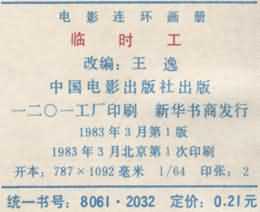 电影连环画册
临时工
改编：王逸
中国电影出版社出版
一二〇一工厂印刷 新华书商发行
1983年3月第1版
1983年3月北京第1次印刷
开本：787×1092毫米 1/64 印张：2
统一书号：8061·2032 定价：0.21元